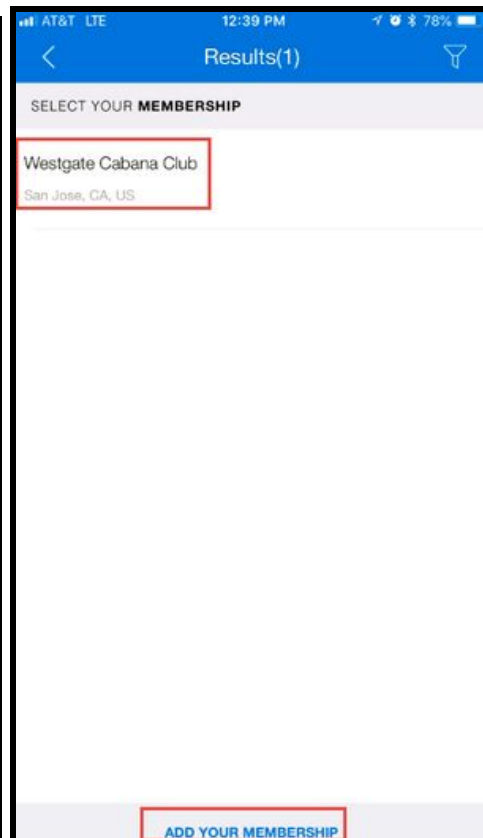 AT&T LTE 12:39 PM 78%
Results(1)
SELECT YOUR MEMBERSHIP
Westgate Cabana Club
San Jose, CA, US
ADD YOUR MEMBERSHIP